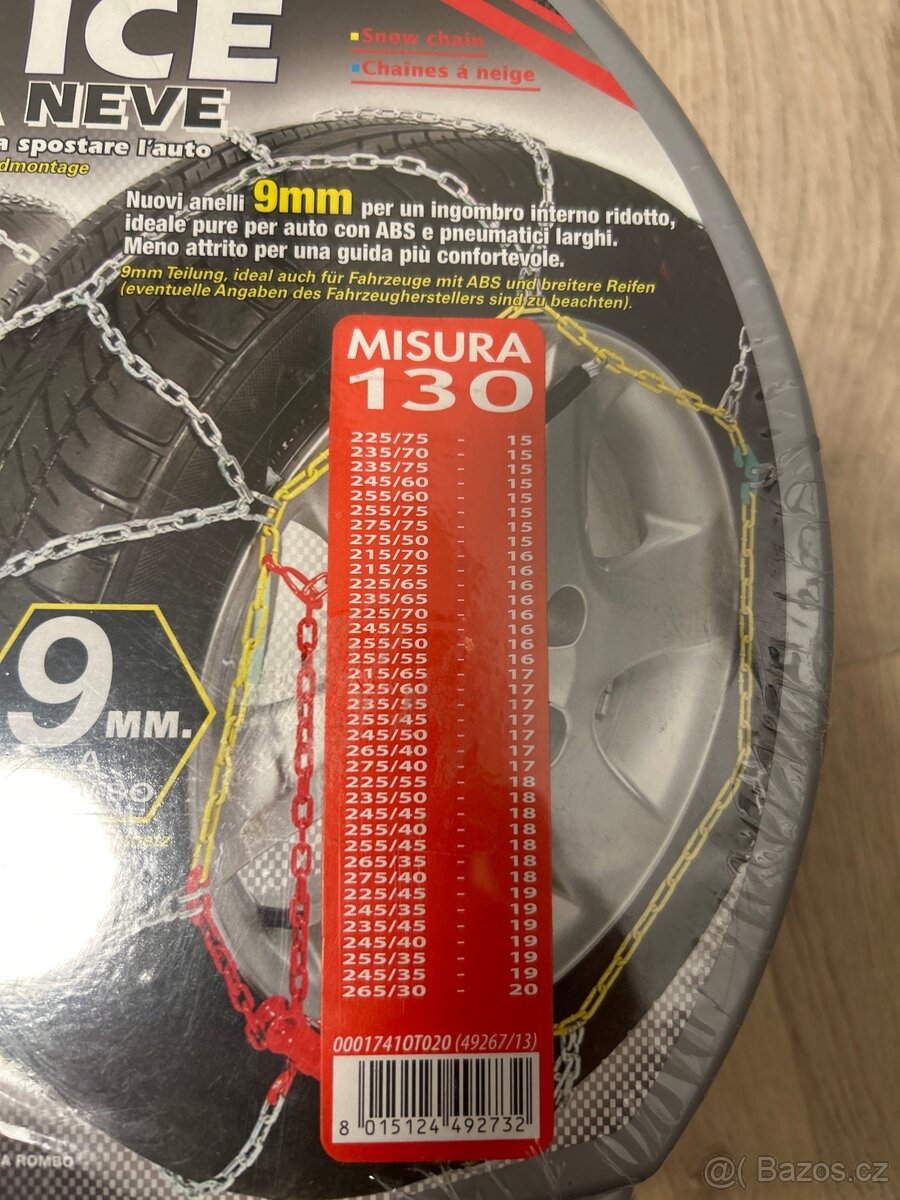 ICE
NEVE
a spostare l'auto
dmontage
Snow chain
Chaînes á neige
Nuovi anelli 9mm per un ingombro interno ridotto,
ideale pure per auto con ABS e pneumatici larghi.
Meno attrito per una guida più confortevole.
9mm Teilung, ideal auch für Fahrzeuge mit ABS und breitere Reifen
(eventuelle Angaben des Fahrzeugherstellers sind zu beachten).
MISURA
130
225/75 - 15
235/70 - 15
235/75 - 15
245/60 - 15
255/60 - 15
255/75 - 15
275/75 - 15
275/50 - 15
215/70 - 16
215/75 - 16
225/65 - 16
235/65 - 16
225/70 - 16
245/55 - 16
255/50 - 16
255/55 - 16
215/65 - 17
225/60 - 17
235/55 - 17
255/45 - 17
245/50 - 17
265/40 - 17
275/40 - 17
225/55 - 18
235/50 - 18
245/45 - 18
255/40 - 18
255/45 - 18
265/35 - 18
275/40 - 18
225/45 - 19
245/35 - 19
235/45 - 19
245/40 - 19
255/35 - 19
245/35 - 19
265/30 - 20
00017410T020 (49267/13)
8 015124 492732
9 MM.
A
A ROMBO
@( Bazos.cz